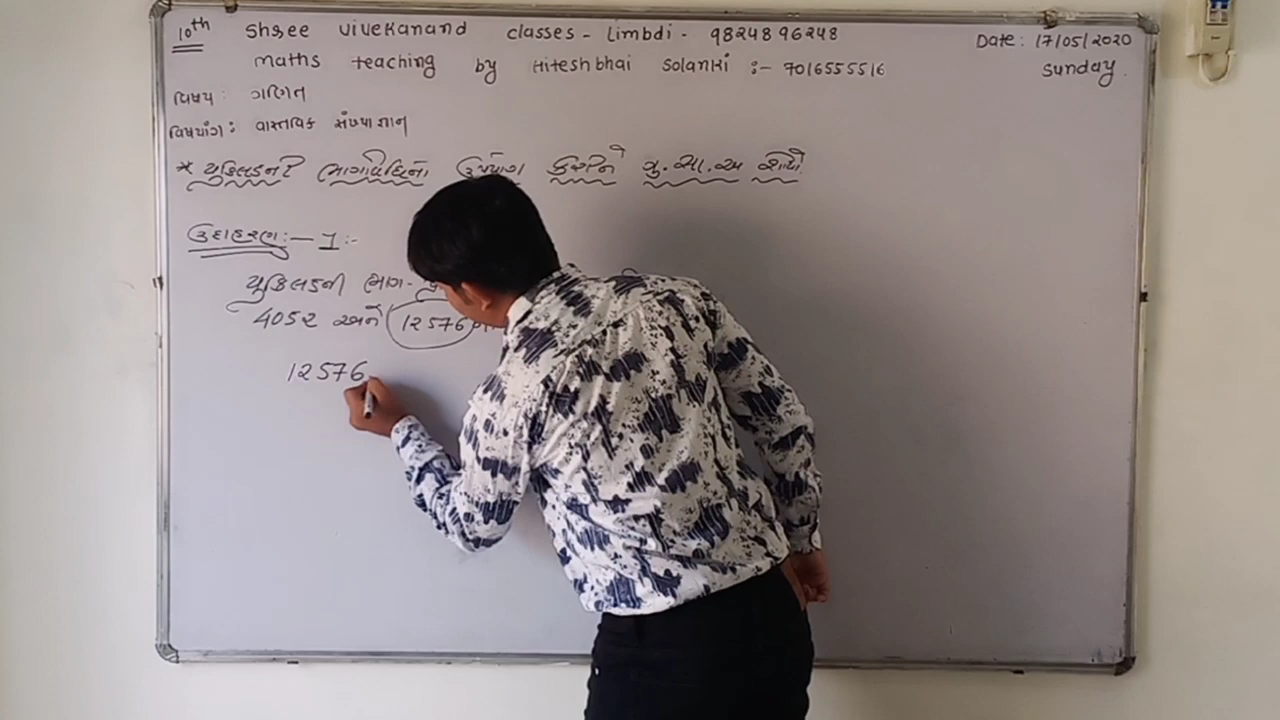 10th Shree Vivekanand classes - Limbdi - 9824896248
Date: 17/05/2020
maths teaching by Hiteshbhai Solanki :- 7016555516
Sunday.
વિષય: ગણિત
વિષયાંગ: વાસ્તવિક સંખ્યાજ્ઞાન
* યુક્લિડની ભાગવિધિનો ઉપયોગ કરીને ગુ.સા.અ શોધો.
ઉદાહરણ:- 1:-
યુક્લિડની ભાગ-
4052 અને 12576
12576